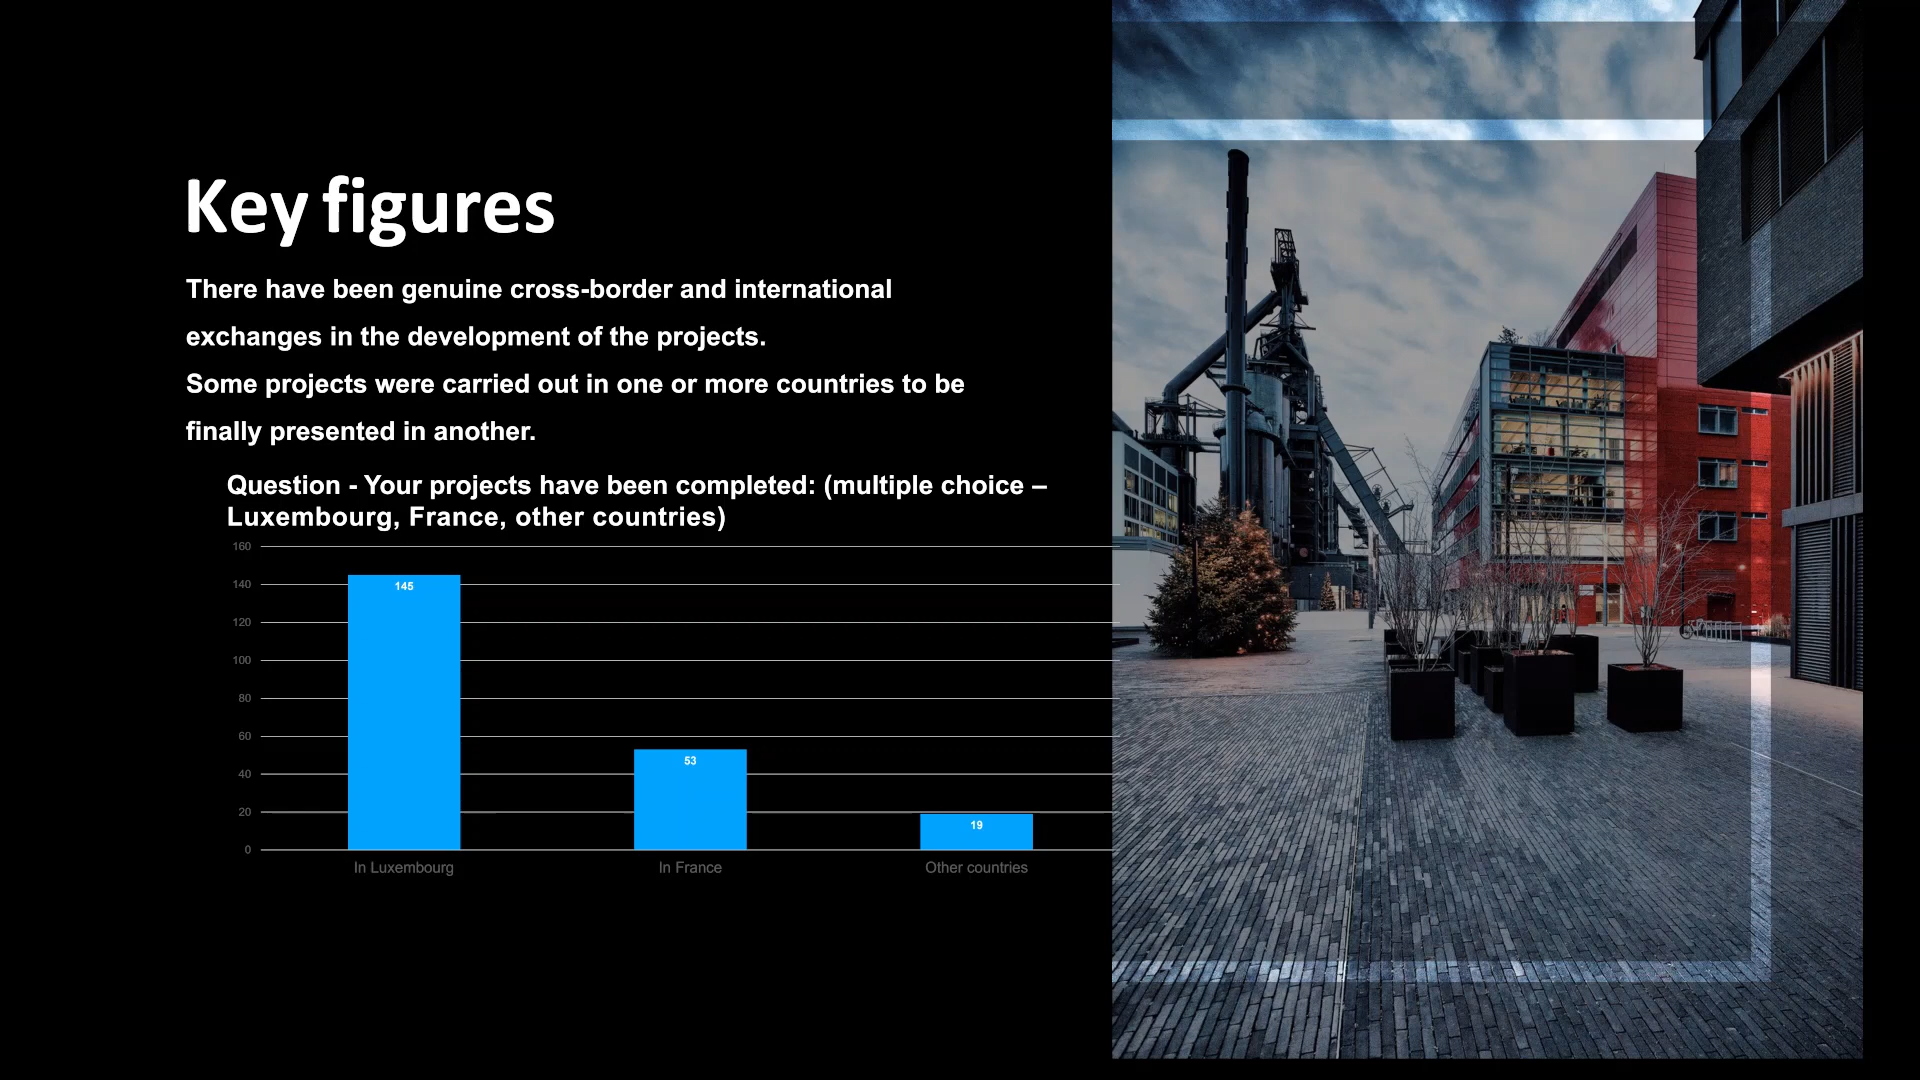 Key figures
There have been genuine cross-border and international
exchanges in the development of the projects.
Some projects were carried out in one or more countries to be
finally presented in another.
Question - Your projects have been completed: (multiple choice –
Luxembourg, France, other countries)
160
140
120
100
80
60
40
20
0
145
53
19
In Luxembourg
In France
Other countries